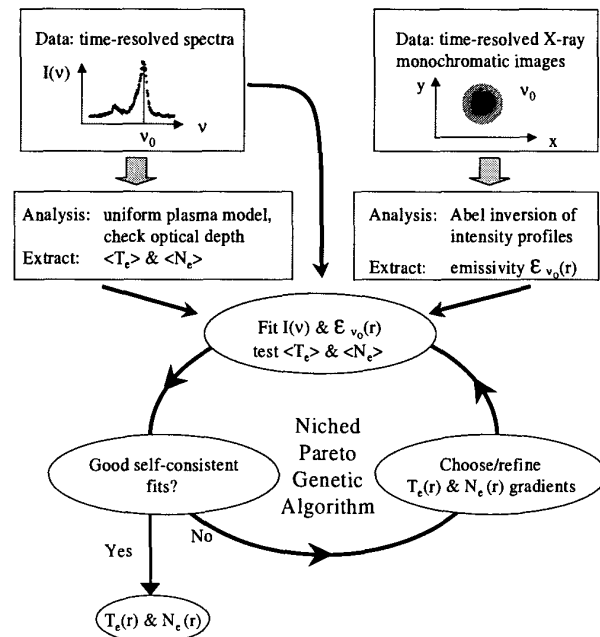 Data: time-resolved spectra
I(ν)
ν
ν₀
Data: time-resolved X-ray
monochromatic images
y
ν₀
x
Analysis: uniform plasma model,
check optical depth
Extract: <Tₑ> & <Nₑ>
Analysis: Abel inversion of
intensity profiles
Extract: emissivity ε_ν₀(r)
Fit I(ν) & ε_ν₀(r)
test <Tₑ> & <Nₑ>
Niched
Pareto
Genetic
Algorithm
Good self-consistent
fits?
Choose/refine
Tₑ(r) & Nₑ(r) gradients
Yes
No
Tₑ(r) & Nₑ(r)